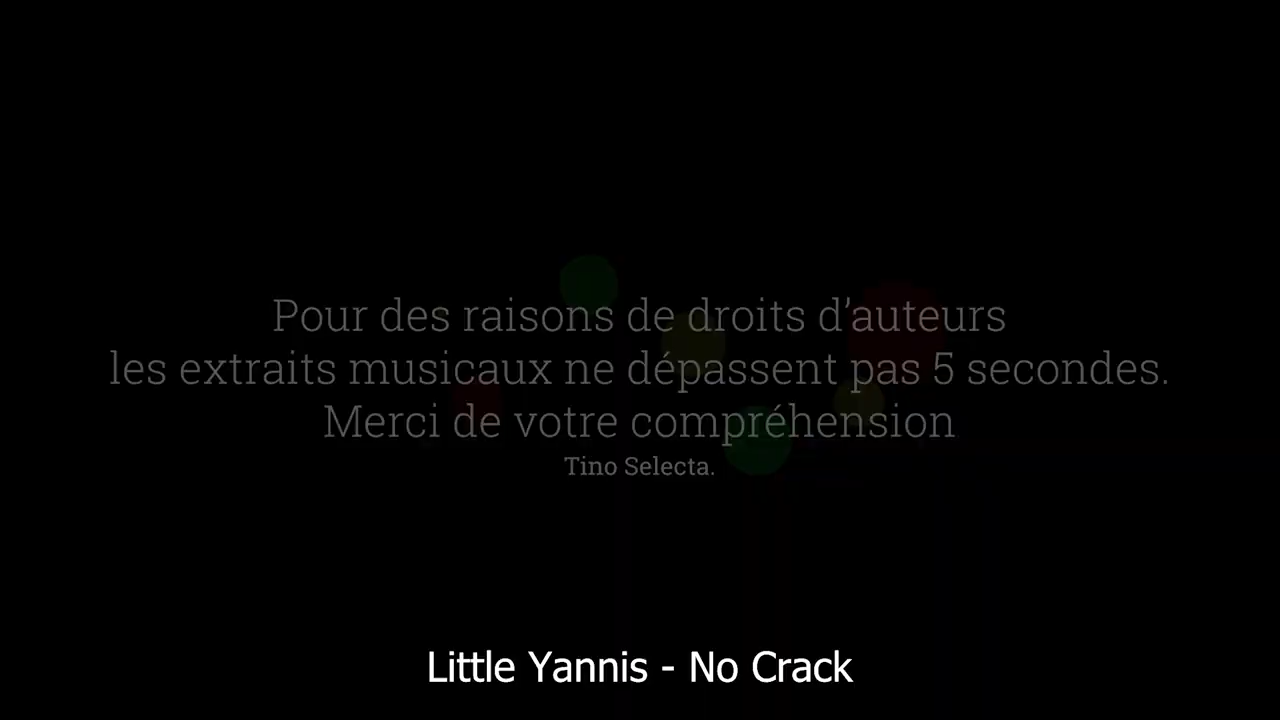 Pour des raisons de droits d’auteurs
les extraits musicaux ne dépassent pas 5 secondes.
Merci de votre compréhension
Tino Selecta.
Little Yannis - No Crack